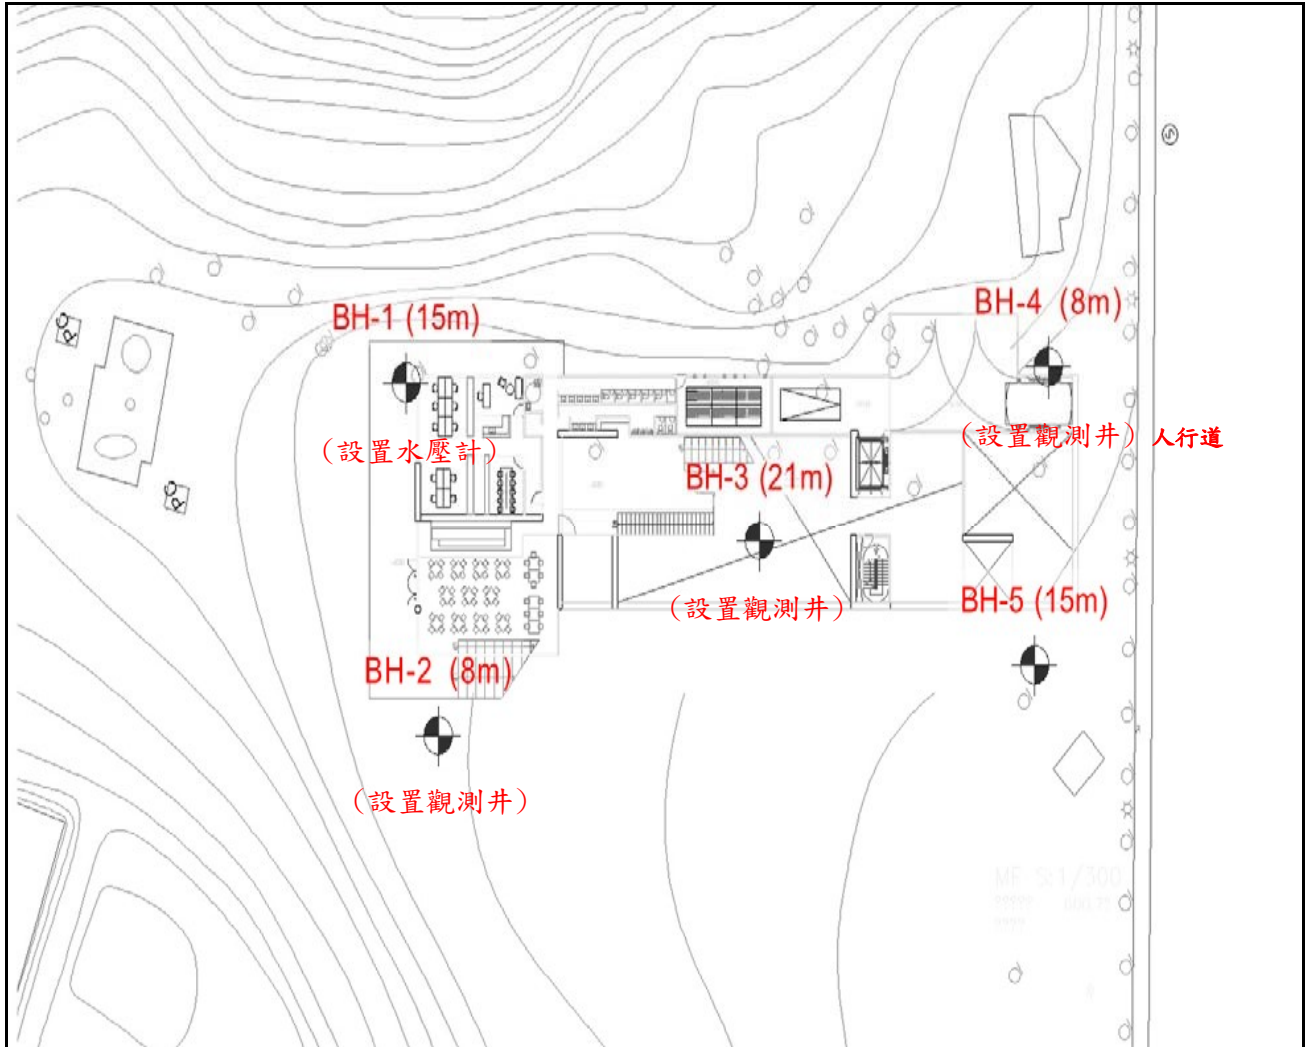 BH-4 (8m)
BH-1 (15m)
(設置觀測井) 人行道
(設置水壓計)
BH-3 (21m)
BH-5 (15m)
(設置觀測井)
BH-2 (8m)
(設置觀測井)
MF S:1/300
????